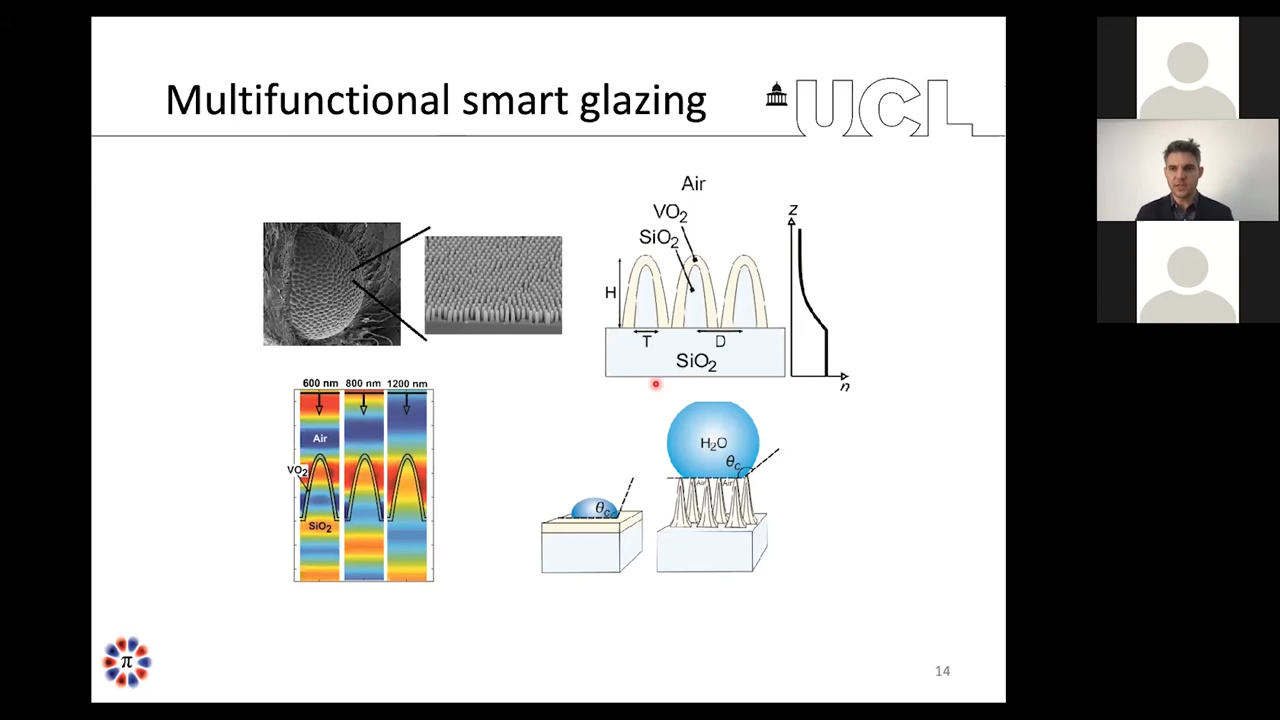 Multifunctional smart glazing
UCL
Air
VO2
SiO2
H
T
D
SiO2
z
n
600 nm
800 nm
1200 nm
Air
VO2
SiO2
θc
H2O
θc
Air
Air
π
14